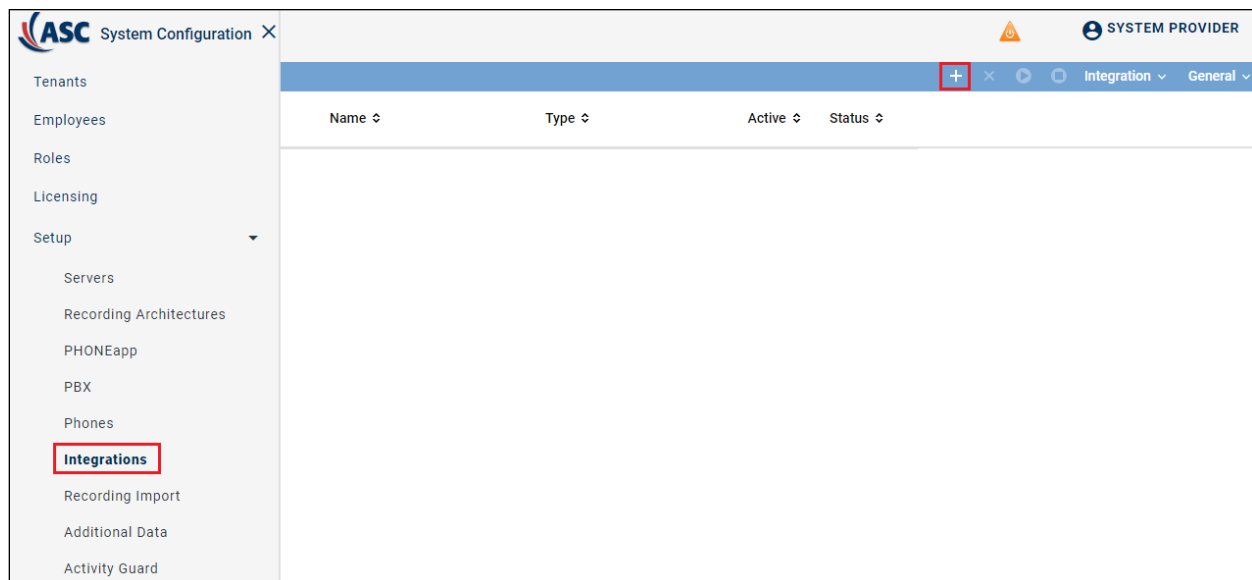 ASC System Configuration
SYSTEM PROVIDER
Integration
General
Tenants
Employees
Roles
Licensing
Setup
Servers
Recording Architectures
PHONEapp
PBX
Phones
Integrations
Recording Import
Additional Data
Activity Guard
Name
Type
Active
Status